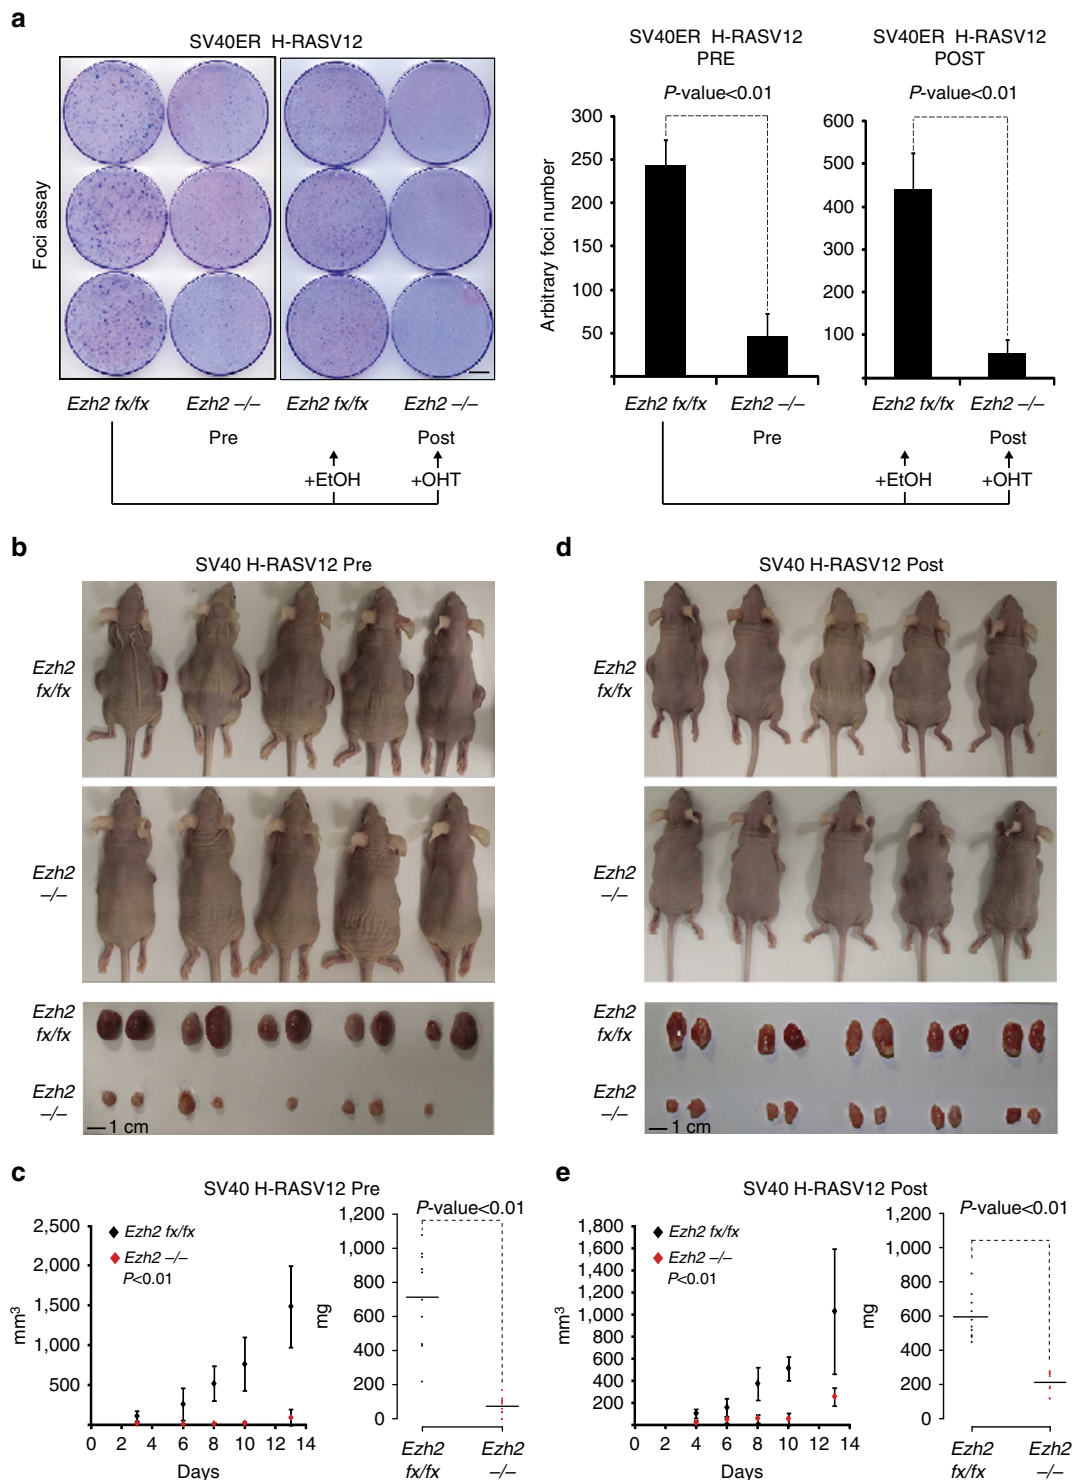 a
SV40ER H-RASV12
Foci assay
Ezh2 fx/fx
Ezh2 –/–
Ezh2 fx/fx
Ezh2 –/–
Pre
Post
+EtOH
+OHT
SV40ER H-RASV12
PRE
P-value<0.01
Arbitrary foci number
300
250
200
150
100
50
SV40ER H-RASV12
POST
P-value<0.01
600
500
400
300
200
100
Ezh2 fx/fx
Ezh2 –/–
Ezh2 fx/fx
Ezh2 –/–
Pre
Post
+EtOH
+OHT
b
SV40 H-RASV12 Pre
Ezh2
fx/fx
Ezh2
–/–
Ezh2
fx/fx
Ezh2
–/–
1 cm
d
SV40 H-RASV12 Post
Ezh2
fx/fx
Ezh2
–/–
Ezh2
fx/fx
Ezh2
–/–
1 cm
c
SV40 H-RASV12 Pre
2,500
2,000
1,500
1,000
500
mm³
Ezh2 fx/fx
Ezh2 –/–
P<0.01
0 2 4 6 8 10 12 14
Days
P-value<0.01
1,200
1,000
800
600
400
200
0
mg
Ezh2
fx/fx
Ezh2
–/–
e
SV40 H-RASV12 Post
1,800
1,600
1,400
1,200
1,000
800
600
400
200
mm³
Ezh2 fx/fx
Ezh2 –/–
P<0.01
0 2 4 6 8 10 12 14
Days
P-value<0.01
1,200
1,000
800
600
400
200
0
mg
Ezh2
fx/fx
Ezh2
–/–